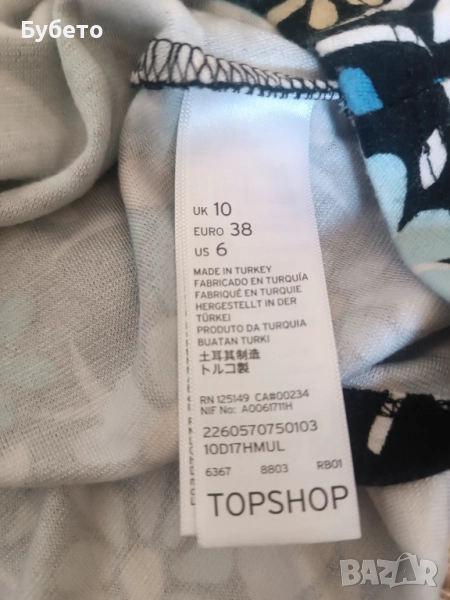 Бубето
UK 10
EURO 38
US 6
MADE IN TURKEY
FABRICADO EN TURQUÍA
FABRIQUÉ EN TURQUIE
HERGESTELLT IN DER
TÜRKEI
PRODUTO DA TURQUIA
BUATAN TURKI
土耳其制造
トルコ製
RN 125149 CA#00234
NIF No: A0061711H
2260570750103
10D17HMUL
6367 8803 RB01
TOPSHOP
BAZAR